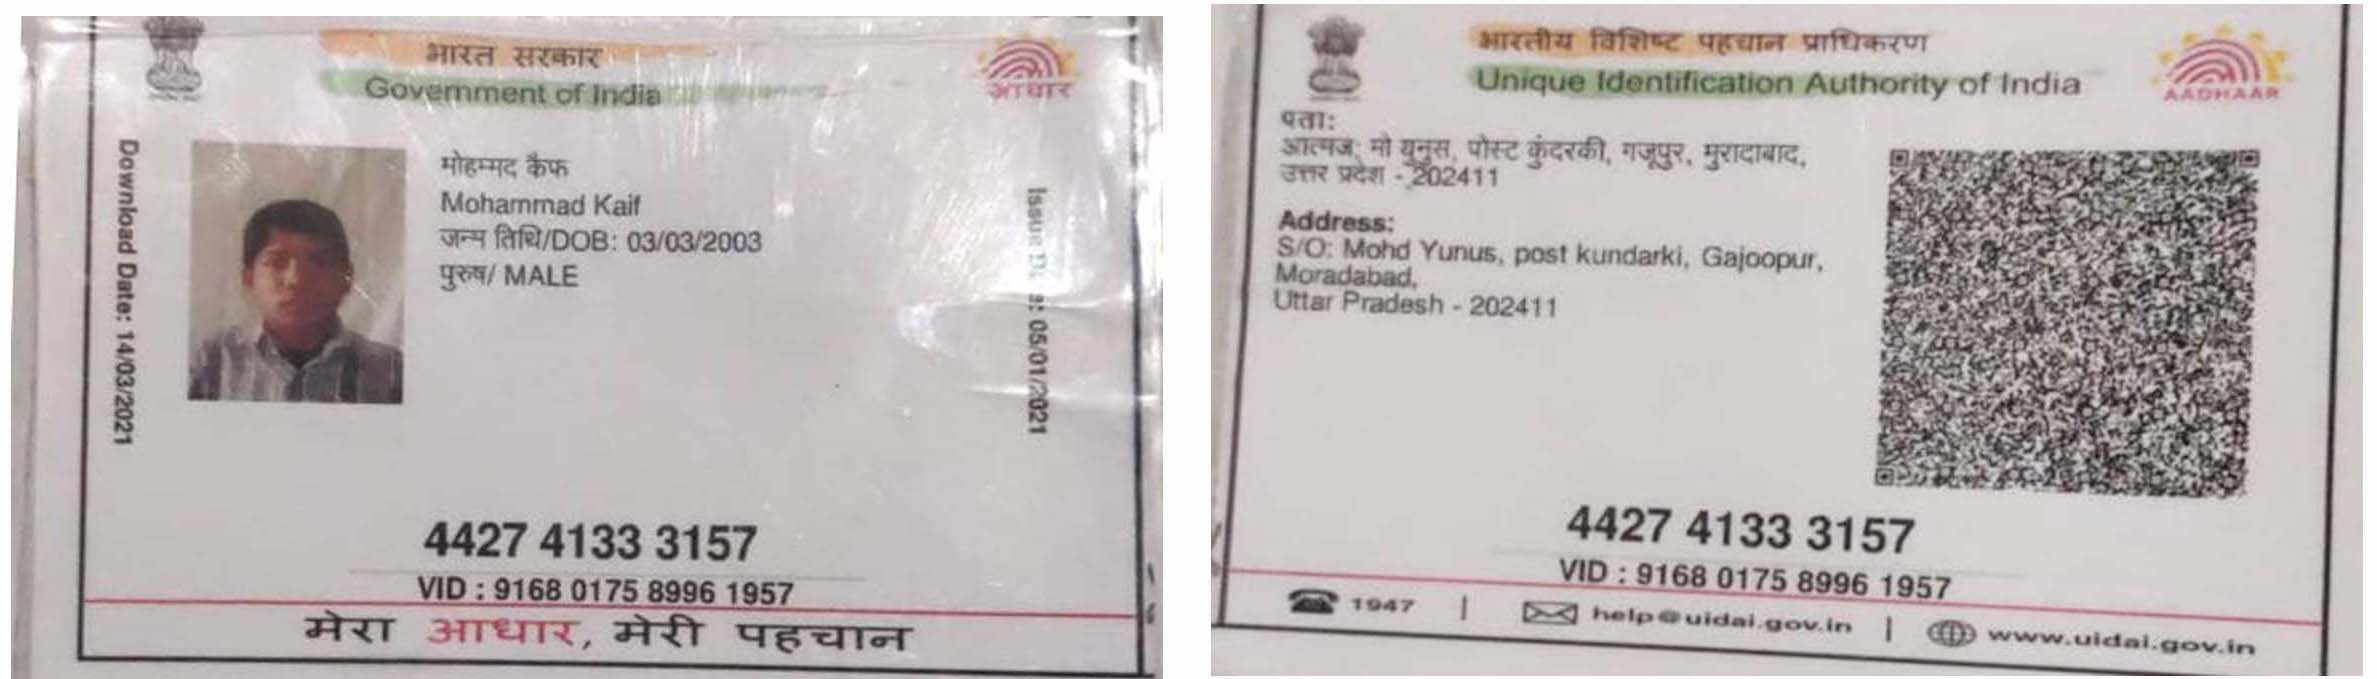 भारत सरकार
Government of India
आधार
Download Date: 14/03/2021
मोहम्मद कैफ
Mohammad Kaif
जन्म तिथि/DOB: 03/03/2003
पुरुष/ MALE
Issue : 05/01/2021
4427 4133 3157
VID : 9168 0175 8996 1957
मेरा आधार, मेरी पहचान
भारतीय विशिष्ट पहचान प्राधिकरण
Unique Identification Authority of India
AADHAAR
पता:
आत्मज: मो युनुस, पोस्ट कुंदरकी, गजूपुर, मुरादाबाद,
उत्तर प्रदेश - 202411
Address:
S/O: Mohd Yunus, post kundarki, Gajoopur,
Moradabad,
Uttar Pradesh - 202411
4427 4133 3157
VID : 9168 0175 8996 1957
1947 | help@uidai.gov.in | www.uidai.gov.in